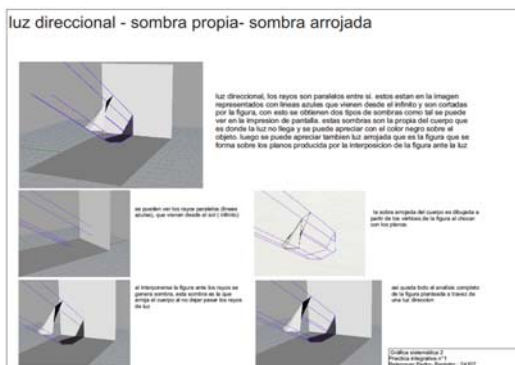 luz direccional - sombra propia- sombra arrojada
luz direccional, los rayos son paralelos entre si. estos estan en la imagen
representados con lineas azules que vienen desde el infinito y son cortadas
por la figura, con esto se obtienen dos tipos de sombras como tal se puede
ver en la impresion de pantalla. estas sombras son la propia del cuerpo que
es donde la luz no llega y se puede apreciar con el color negro sobre el
objeto. luego se puede apreciar tambien luz arrojada que es la figura que se
forma sobre los planos producida por la interposicion de la figura ante la luz
se pueden ver los rayos paralelos (lineas
azules), que vienen desde el sol ( infinito)
la sobra arrojada del cuerpo es dibujada a
partir de los vertices de la figura al chocar
con los planos
al interponerse la figura ante los rayos se
genera sombra, esta sombra es la que
arroja el cuerpo al no dejar pasar los rayos
de luz
asi queda todo el analisis completo
de la figura planteada a travez de
una luz direccion
Gráfica sistemática 2
Practica integrativa n°1